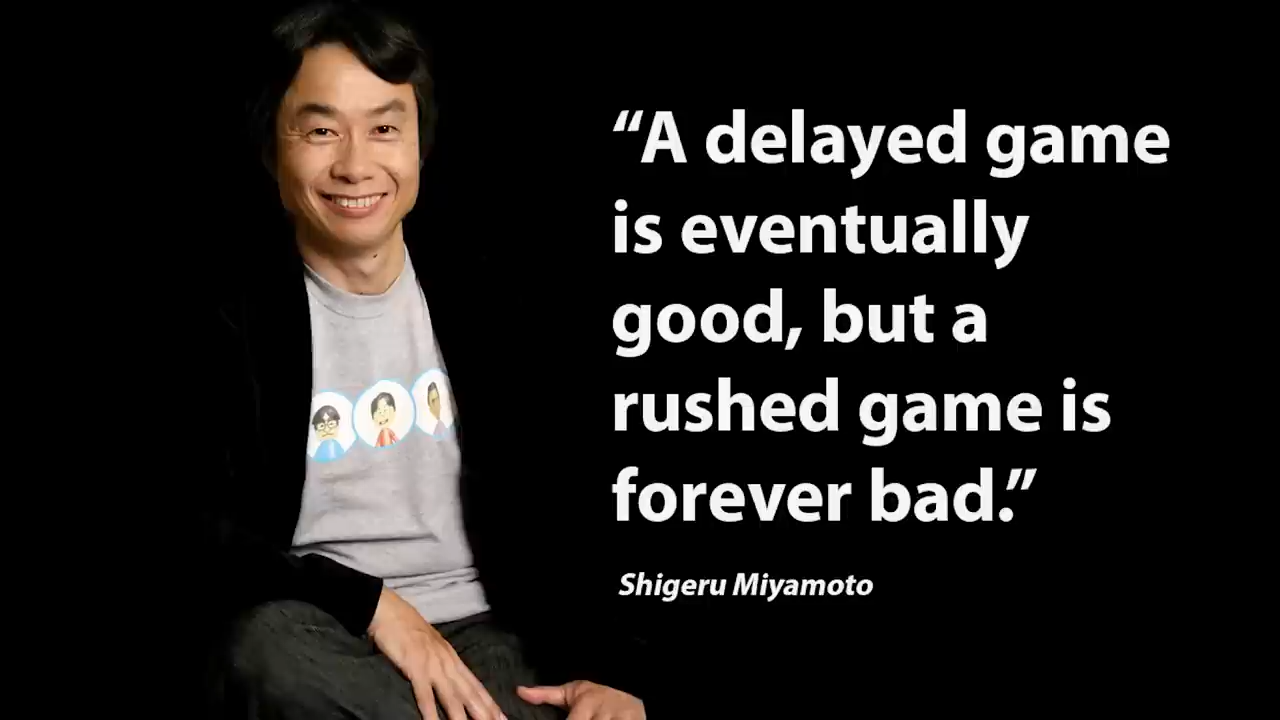 “A delayed game
is eventually
good, but a
rushed game is
forever bad.”
Shigeru Miyamoto